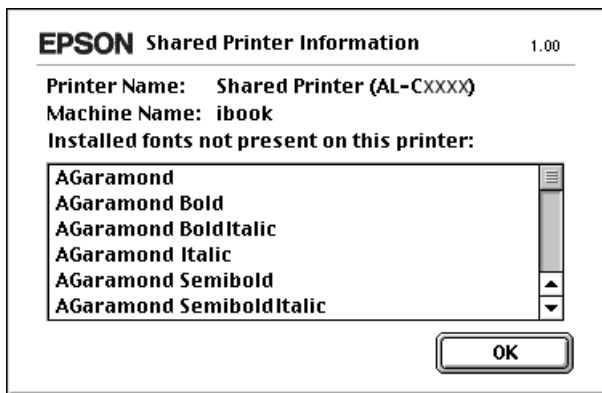 EPSON Shared Printer Information 1.00
Printer Name: Shared Printer (AL-CXXXX)
Machine Name: ibook
Installed fonts not present on this printer:
AGaramond
AGaramond Bold
AGaramond BoldItalic
AGaramond Italic
AGaramond Semibold
AGaramond SemiboldItalic
OK